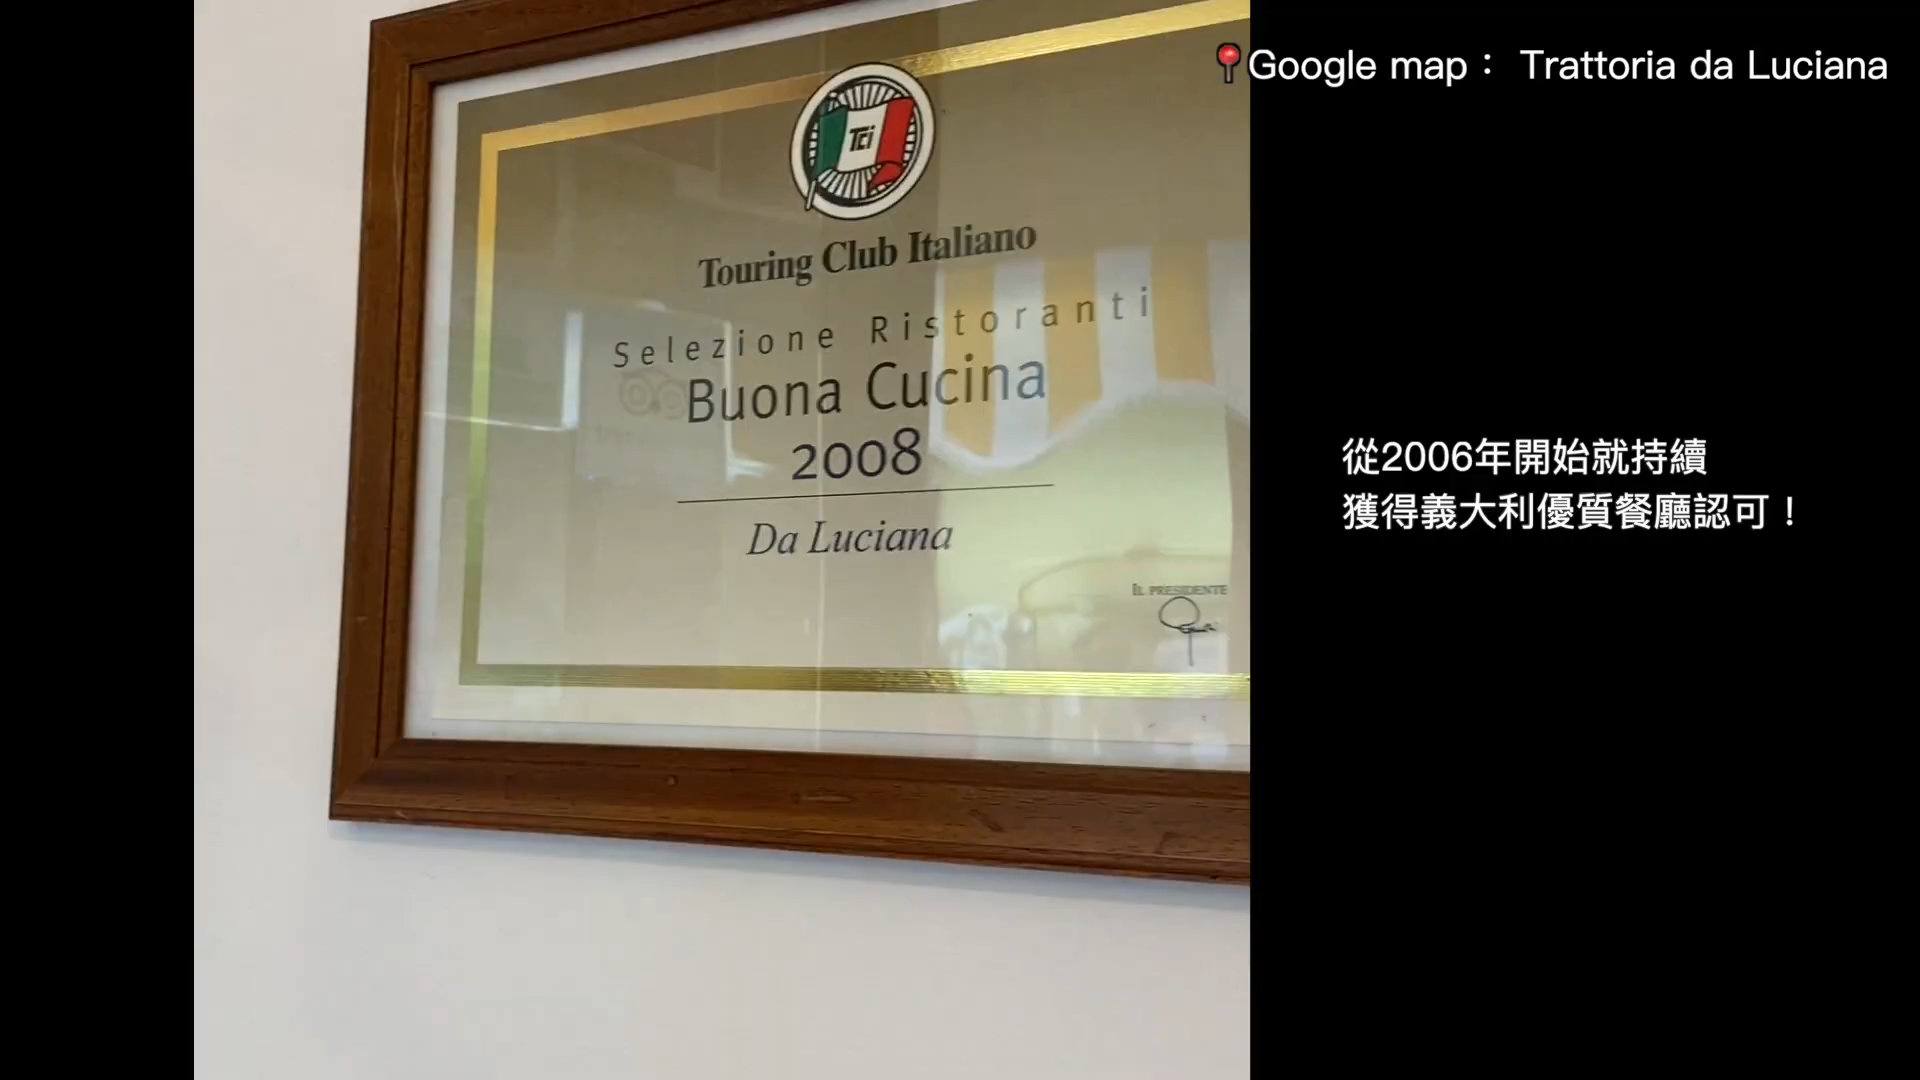 Google map： Trattoria da Luciana
TCi
Touring Club Italiano
Selezione Ristoranti
Buona Cucina
2008
Da Luciana
IL PRESIDENTE
從2006年開始就持續
獲得義大利優質餐廳認可！